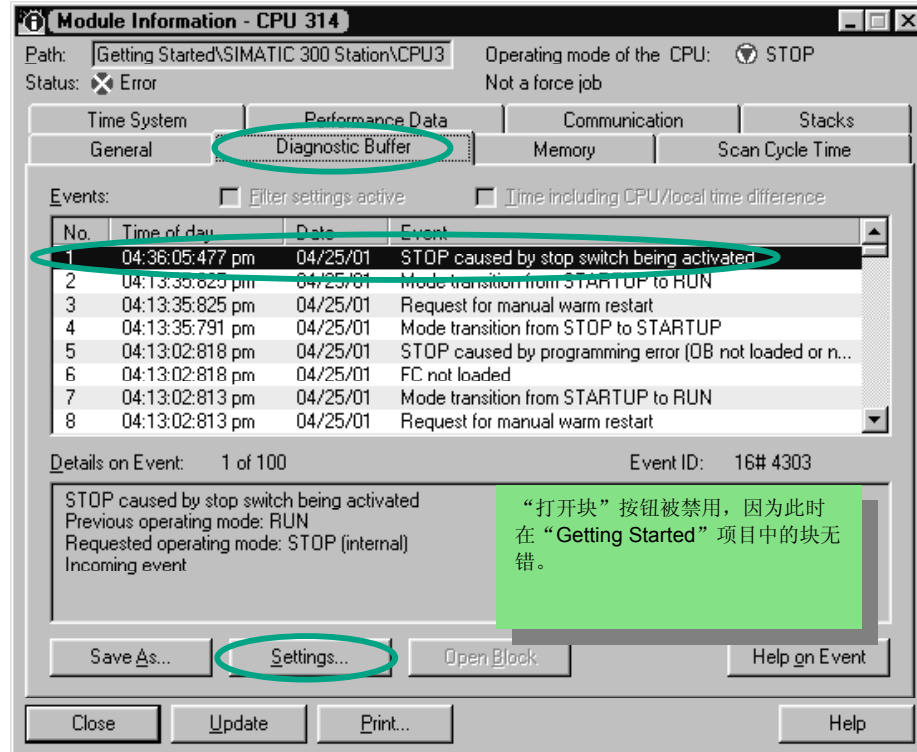 Module Information - CPU 314
Path: Getting Started\SIMATIC 300 Station\CPU3 Operating mode of the CPU: STOP
Status: Error Not a force job
Time System Performance Data Communication Stacks
General Diagnostic Buffer Memory Scan Cycle Time
Events: Filter settings active Time including CPU/local time difference
No. Time of day Date Event
1 04:36:05:477 pm 04/25/01 STOP caused by stop switch being activated
2 04:13:35:825 pm 04/25/01 Mode transition from STARTUP to RUN
3 04:13:35:825 pm 04/25/01 Request for manual warm restart
4 04:13:35:791 pm 04/25/01 Mode transition from STOP to STARTUP
5 04:13:02:818 pm 04/25/01 STOP caused by programming error (OB not loaded or n...
6 04:13:02:818 pm 04/25/01 FC not loaded
7 04:13:02:813 pm 04/25/01 Mode transition from STARTUP to RUN
8 04:13:02:813 pm 04/25/01 Request for manual warm restart
Details on Event: 1 of 100 Event ID: 16# 4303
STOP caused by stop switch being activated
Previous operating mode: RUN
Requested operating mode: STOP (internal)
Incoming event
“打开块”按钮被禁用，因为此时
在“Getting Started”项目中的块无
错。
Save As... Settings... Open Block Help on Event
Close Update Print... Help